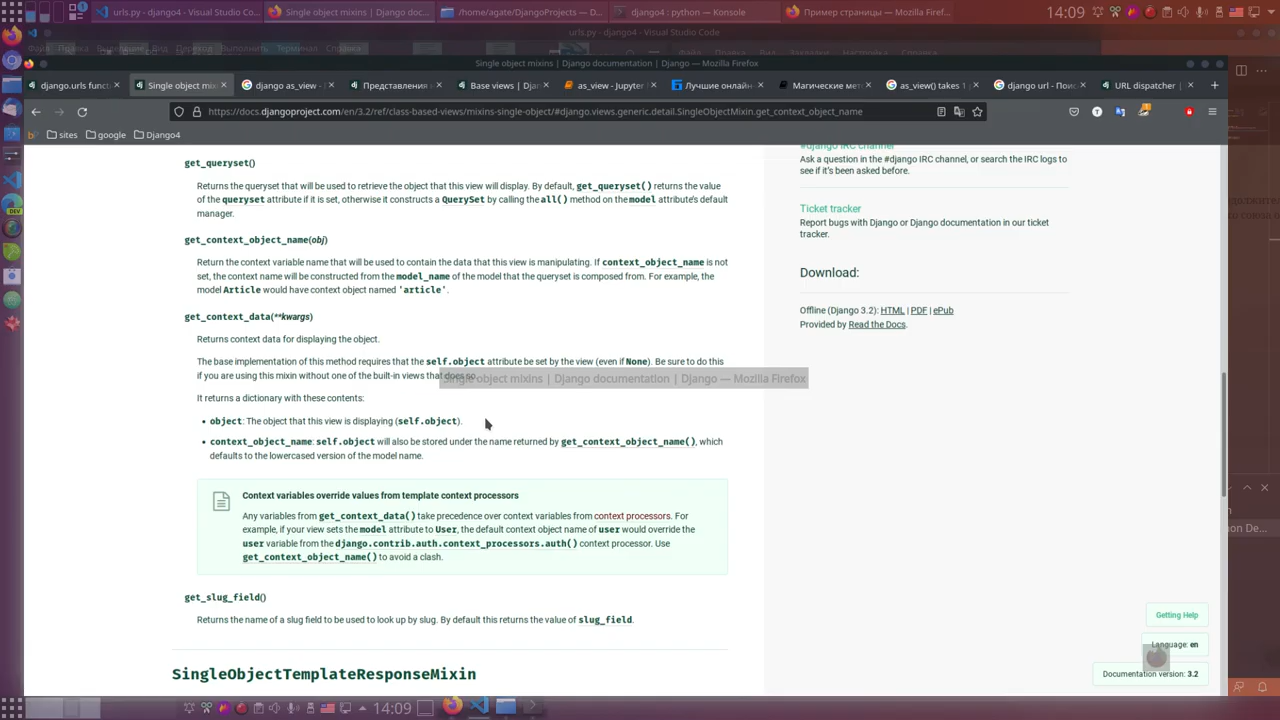 urls.py - django4 - Visual Studio Co...
Single object mixins | Django doc...
/home/agate/DjangoProjects — D...
django4 : python — Konsole
Пример страницы — Mozilla Firef...
14:09
urls.py - django4 - Visual Studio Code
Single object mixins | Django documentation | Django — Mozilla Firefox
django.urls funct
Single object mix
django as_view -
Представления
Base views | Djan
as_view - Jupyter
Лучшие онлайн
Магические мет
as_view() takes 1
django url - Поис
URL dispatcher |
https://docs.djangoproject.com/en/3.2/ref/class-based-views/mixins-single-object/#django.views.generic.detail.SingleObjectMixin.get_context_object_name
sites
google
Django4
get_queryset()
Returns the queryset that will be used to retrieve the object that this view will display. By default, get_queryset() returns the value
of the queryset attribute if it is set, otherwise it constructs a QuerySet by calling the all() method on the model attribute's default
manager.
get_context_object_name(obj)
Return the context variable name that will be used to contain the data that this view is manipulating. If context_object_name is not
set, the context name will be constructed from the model_name of the model that the queryset is composed from. For example, the
model Article would have context object named 'article'.
get_context_data(**kwargs)
Returns context data for displaying the object.
The base implementation of this method requires that the self.object attribute be set by the view (even if None). Be sure to do this
if you are using this mixin without one of the built-in views that does so.
Single object mixins | Django documentation | Django — Mozilla Firefox
It returns a dictionary with these contents:
• object: The object that this view is displaying (self.object).
• context_object_name: self.object will also be stored under the name returned by get_context_object_name(), which
defaults to the lowercased version of the model name.
Context variables override values from template context processors
Any variables from get_context_data() take precedence over context variables from context processors. For
example, if your view sets the model attribute to User, the default context object name of user would override the
user variable from the django.contrib.auth.context_processors.auth() context processor. Use
get_context_object_name() to avoid a clash.
get_slug_field()
Returns the name of a slug field to be used to look up by slug. By default this returns the value of slug_field.
SingleObjectTemplateResponseMixin
#django IRC channel
Ask a question in the #django IRC channel, or search the IRC logs to
see if it's been asked before.
Ticket tracker
Report bugs with Django or Django documentation in our ticket
tracker.
Download:
Offline (Django 3.2): HTML | PDF | ePub
Provided by Read the Docs.
Getting Help
Language: en
Documentation version: 3.2
14:09